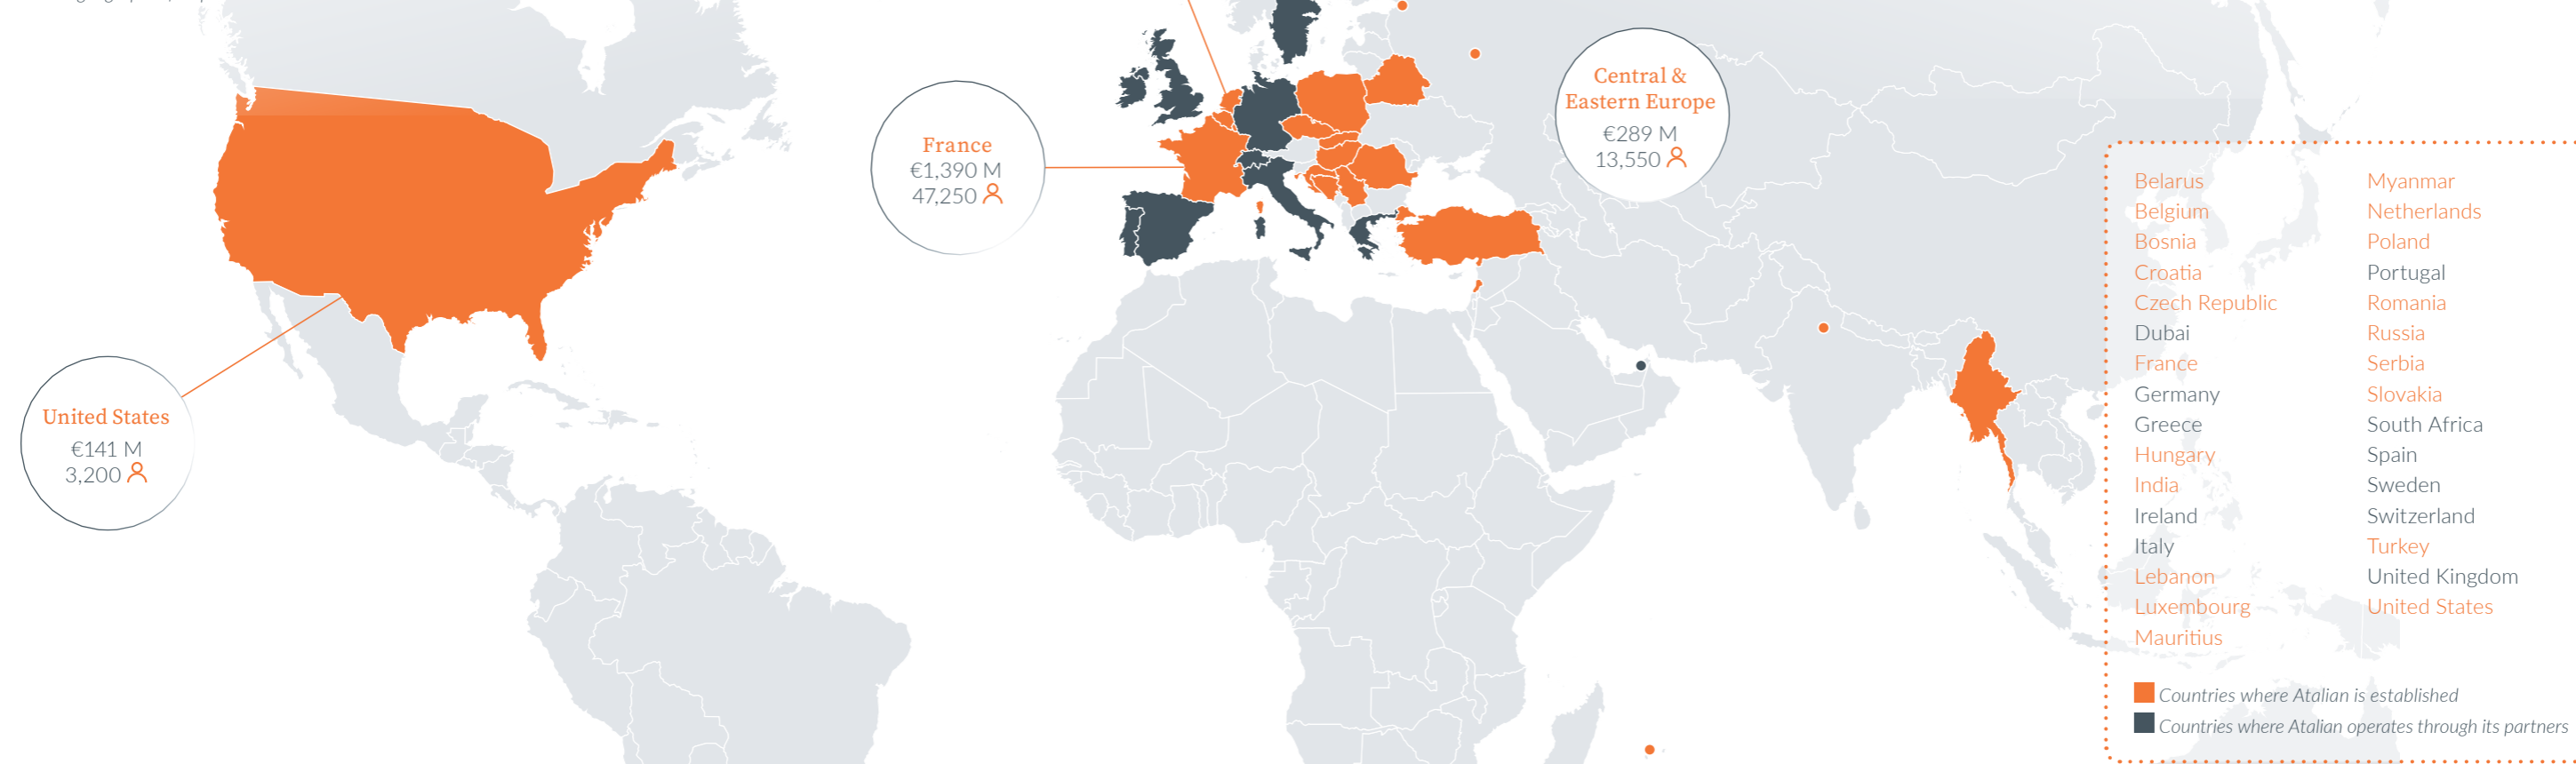 Central &
Eastern Europe
€289 M
13,550
France
€1,390 M
47,250
United States
€141 M
3,200
Belarus
Belgium
Bosnia
Croatia
Czech Republic
Dubai
France
Germany
Greece
Hungary
India
Ireland
Italy
Lebanon
Luxembourg
Mauritius
Myanmar
Netherlands
Poland
Portugal
Romania
Russia
Serbia
Slovakia
South Africa
Spain
Sweden
Switzerland
Turkey
United Kingdom
United States
Countries where Atalian is established
Countries where Atalian operates through its partners